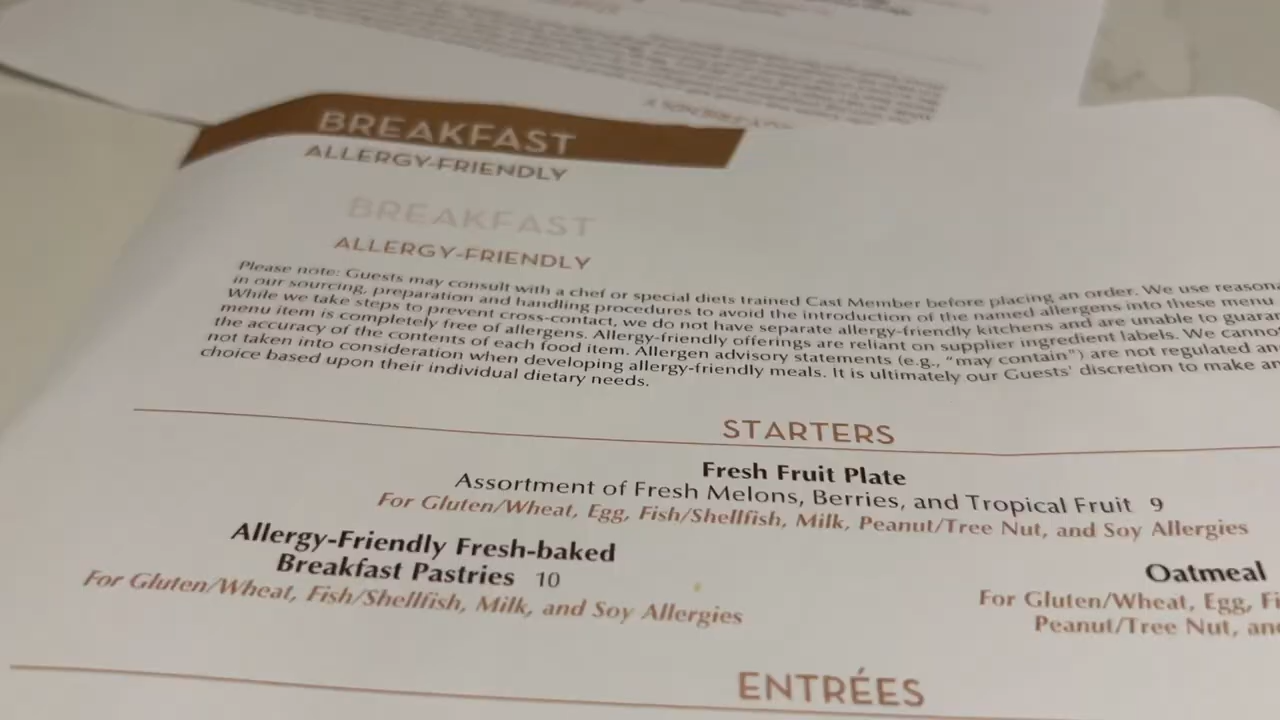 BREAKFAST
ALLERGY-FRIENDLY
BREAKFAST
ALLERGY-FRIENDLY
Please note: Guests may consult with a chef or special diets trained Cast Member before placing an order. We use
in our sourcing, preparation and handling procedures to avoid the introduction of the named allergens into these menu
While we take steps to prevent cross-contact, we do not have separate allergy-friendly kitchens and are unable to
menu item is completely free of allergens. Allergy-friendly offerings are reliant on supplier ingredient labels. We
the accuracy of the contents of each food item. Allergen advisory statements (e.g., “may contain”) are not regulated
not taken into consideration when developing allergy-friendly meals. It is ultimately our Guests’ discretion to make
choice based upon their individual dietary needs.
STARTERS
Fresh Fruit Plate
Assortment of Fresh Melons, Berries, and Tropical Fruit 9
For Gluten/Wheat, Egg, Fish/Shellfish, Milk, Peanut/Tree Nut, and Soy Allergies
Allergy-Friendly Fresh-baked
Breakfast Pastries 10
For Gluten/Wheat, Fish/Shellfish, Milk, and Soy Allergies
Oatmeal
For Gluten/Wheat, Egg,
Peanut/Tree Nut,
ENTRÉES